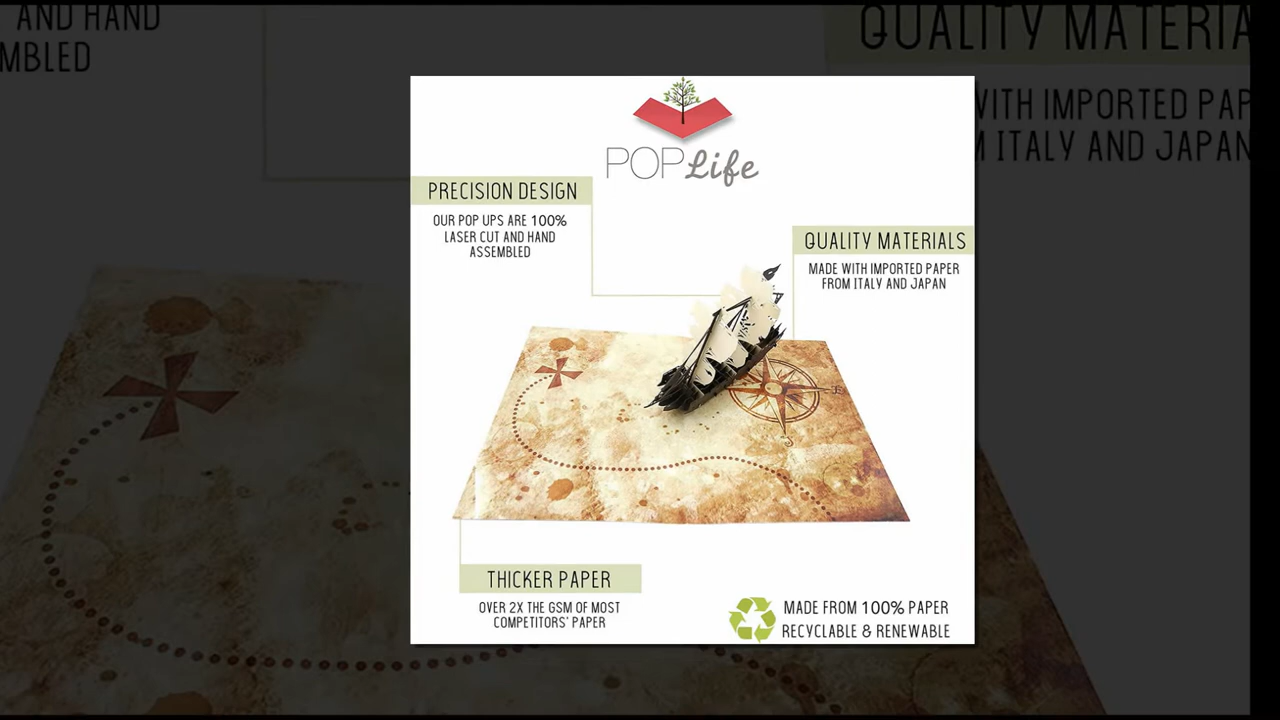 AND HAND
MBLED
QUALITY MATERIA
WITH IMPORTED PAP
M ITALY AND JAPAN
POPLife
PRECISION DESIGN
OUR POP UPS ARE 100%
LASER CUT AND HAND
ASSEMBLED
QUALITY MATERIALS
MADE WITH IMPORTED PAPER
FROM ITALY AND JAPAN
THICKER PAPER
OVER 2X THE GSM OF MOST
COMPETITORS' PAPER
MADE FROM 100% PAPER
RECYCLABLE & RENEWABLE